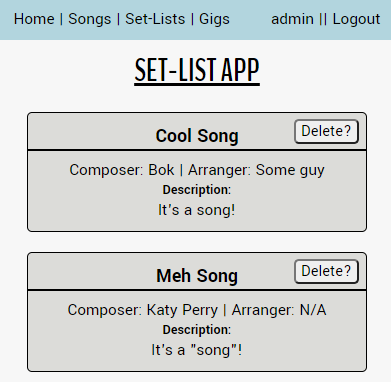 Home | Songs | Set-Lists | Gigs admin || Logout
SET-LIST APP
Cool Song Delete?
Composer: Bok | Arranger: Some guy
Description:
It's a song!
Meh Song Delete?
Composer: Katy Perry | Arranger: N/A
Description:
It's a "song"!